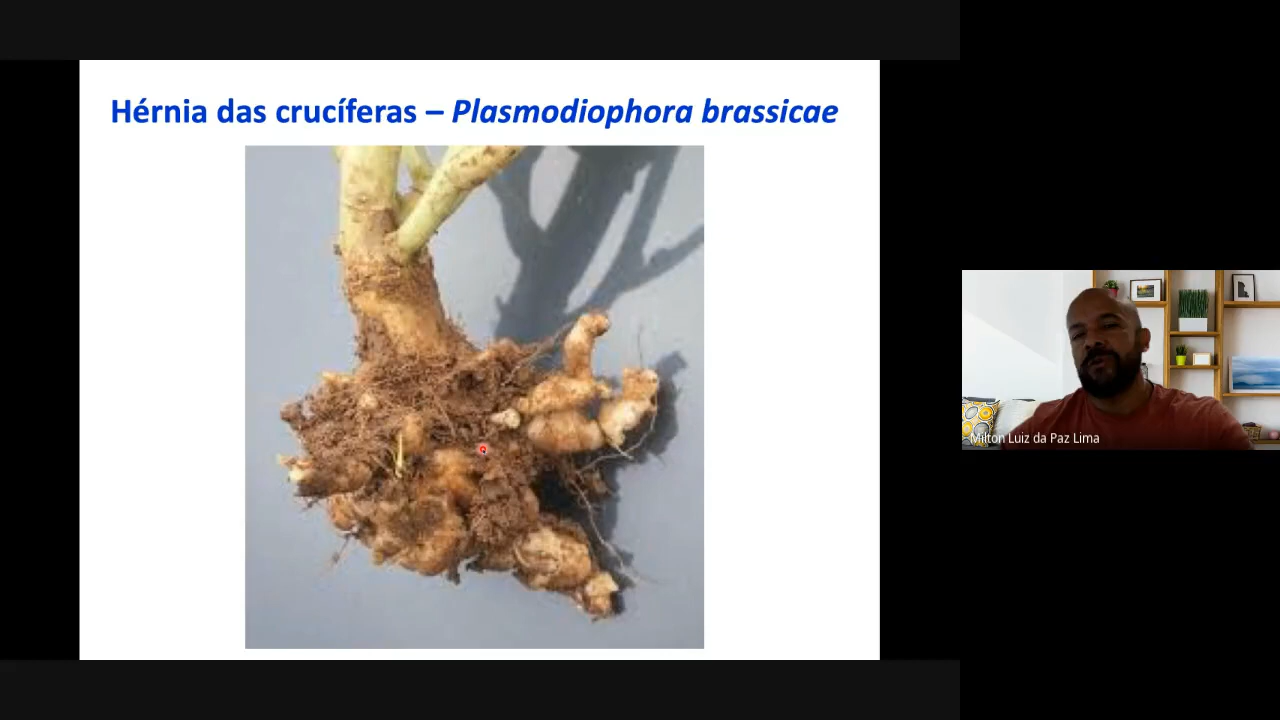 Hérnia das crucíferas – Plasmodiophora brassicae
Milton Luiz da Paz Lima